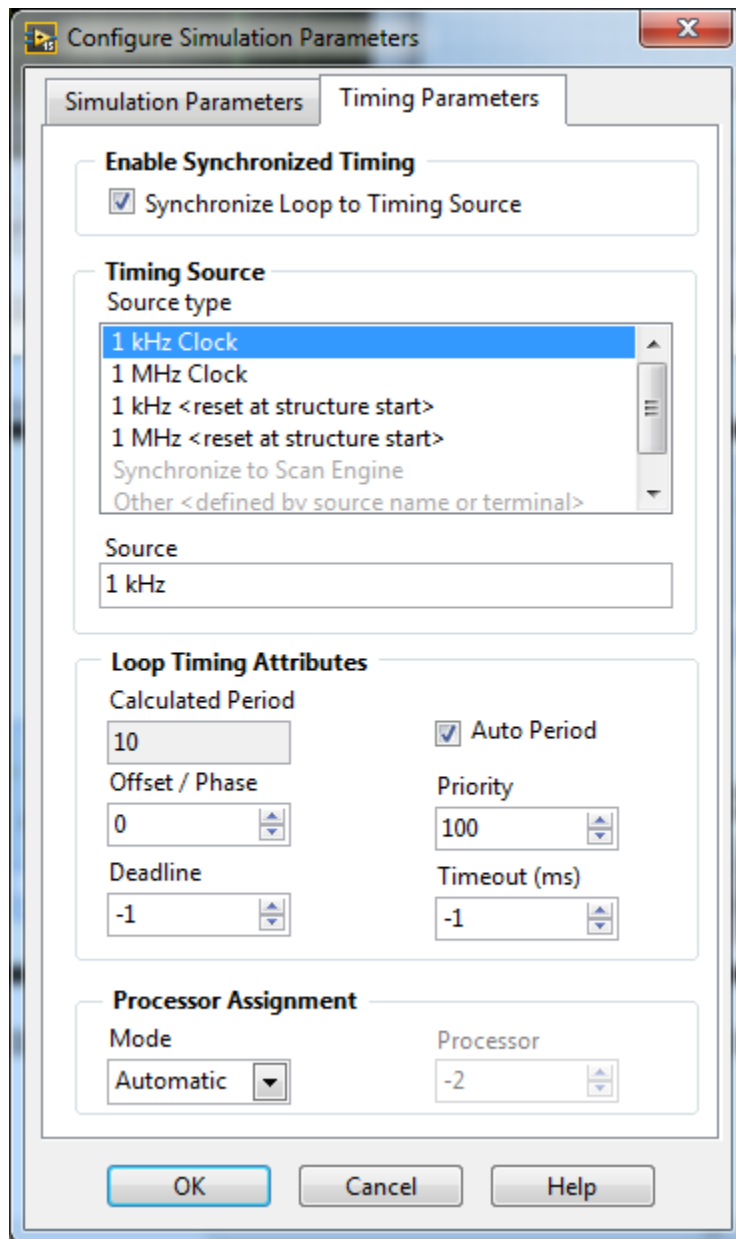 Configure Simulation Parameters
Simulation Parameters
Timing Parameters
Enable Synchronized Timing
Synchronize Loop to Timing Source
Timing Source
Source type
1 kHz Clock
1 MHz Clock
1 kHz <reset at structure start>
1 MHz <reset at structure start>
Synchronize to Scan Engine
Other <defined by source name or terminal>
Source
1 kHz
Loop Timing Attributes
Calculated Period
10
Auto Period
Offset / Phase
Priority
0
100
Deadline
Timeout (ms)
-1
-1
Processor Assignment
Mode
Processor
Automatic
-2
OK
Cancel
Help